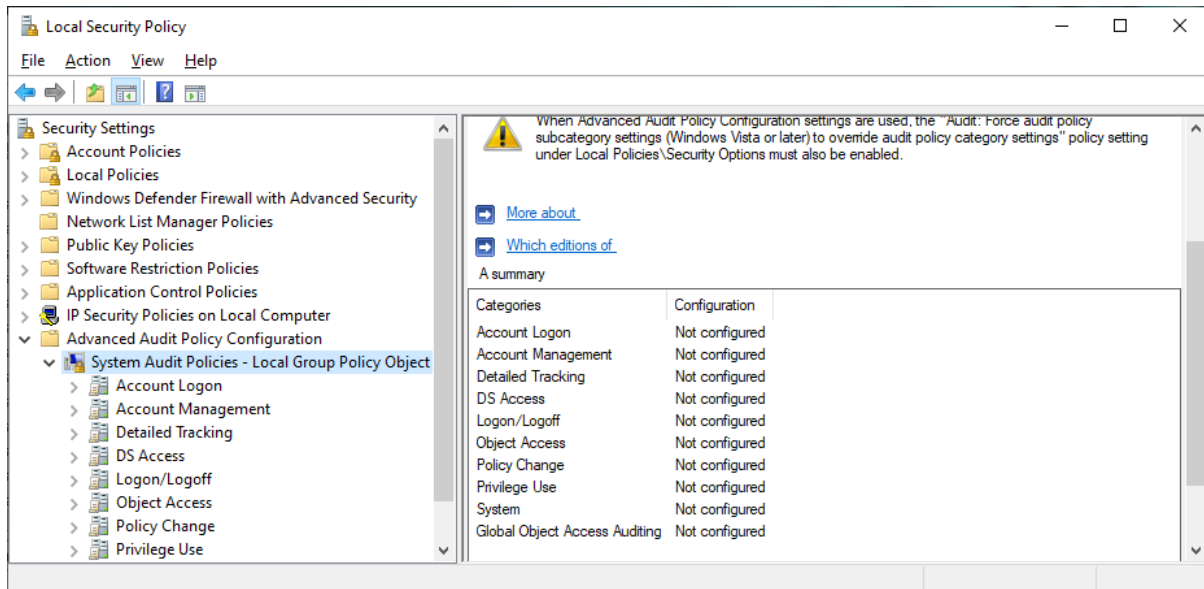 Local Security Policy
File Action View Help
Security Settings
Account Policies
Local Policies
Windows Defender Firewall with Advanced Security
Network List Manager Policies
Public Key Policies
Software Restriction Policies
Application Control Policies
IP Security Policies on Local Computer
Advanced Audit Policy Configuration
System Audit Policies - Local Group Policy Object
Account Logon
Account Management
Detailed Tracking
DS Access
Logon/Logoff
Object Access
Policy Change
Privilege Use
When Advanced Audit Policy Configuration settings are used, the "Audit: Force audit policy
subcategory settings (Windows Vista or later) to override audit policy category settings" policy setting
under Local Policies\Security Options must also be enabled.
More about
Which editions of
A summary
Categories Configuration
Account Logon Not configured
Account Management Not configured
Detailed Tracking Not configured
DS Access Not configured
Logon/Logoff Not configured
Object Access Not configured
Policy Change Not configured
Privilege Use Not configured
System Not configured
Global Object Access Auditing Not configured